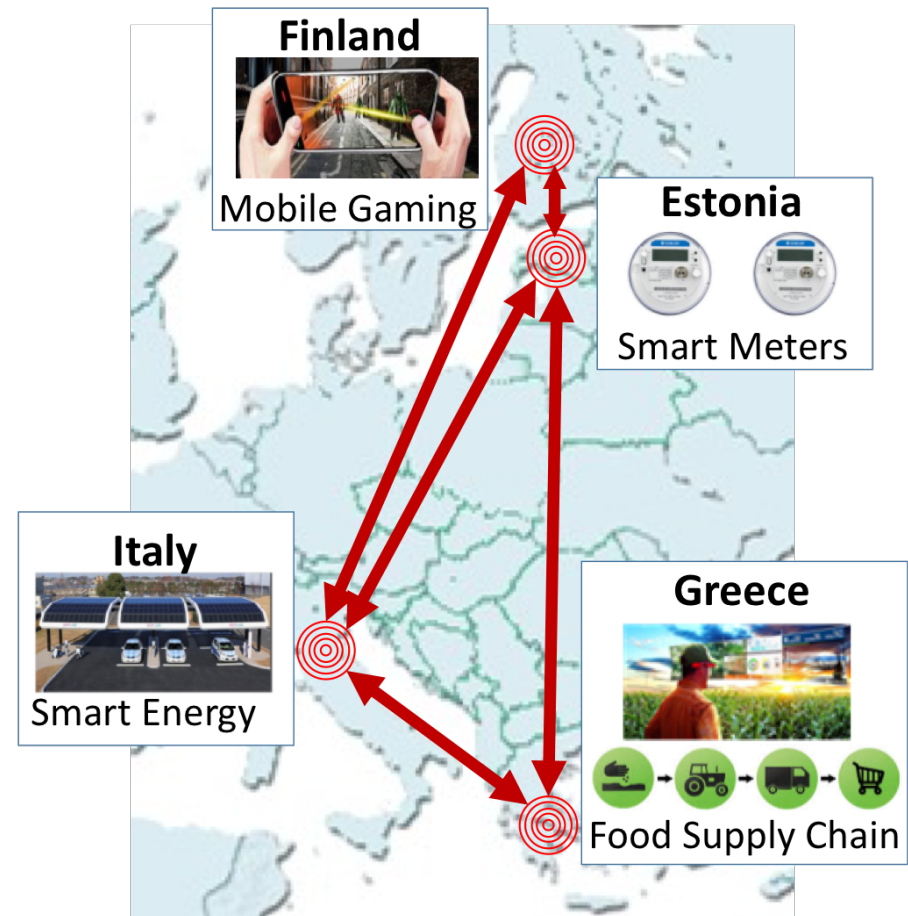 Finland
Mobile Gaming
Estonia
Smart Meters
Italy
Smart Energy
Greece
Food Supply Chain